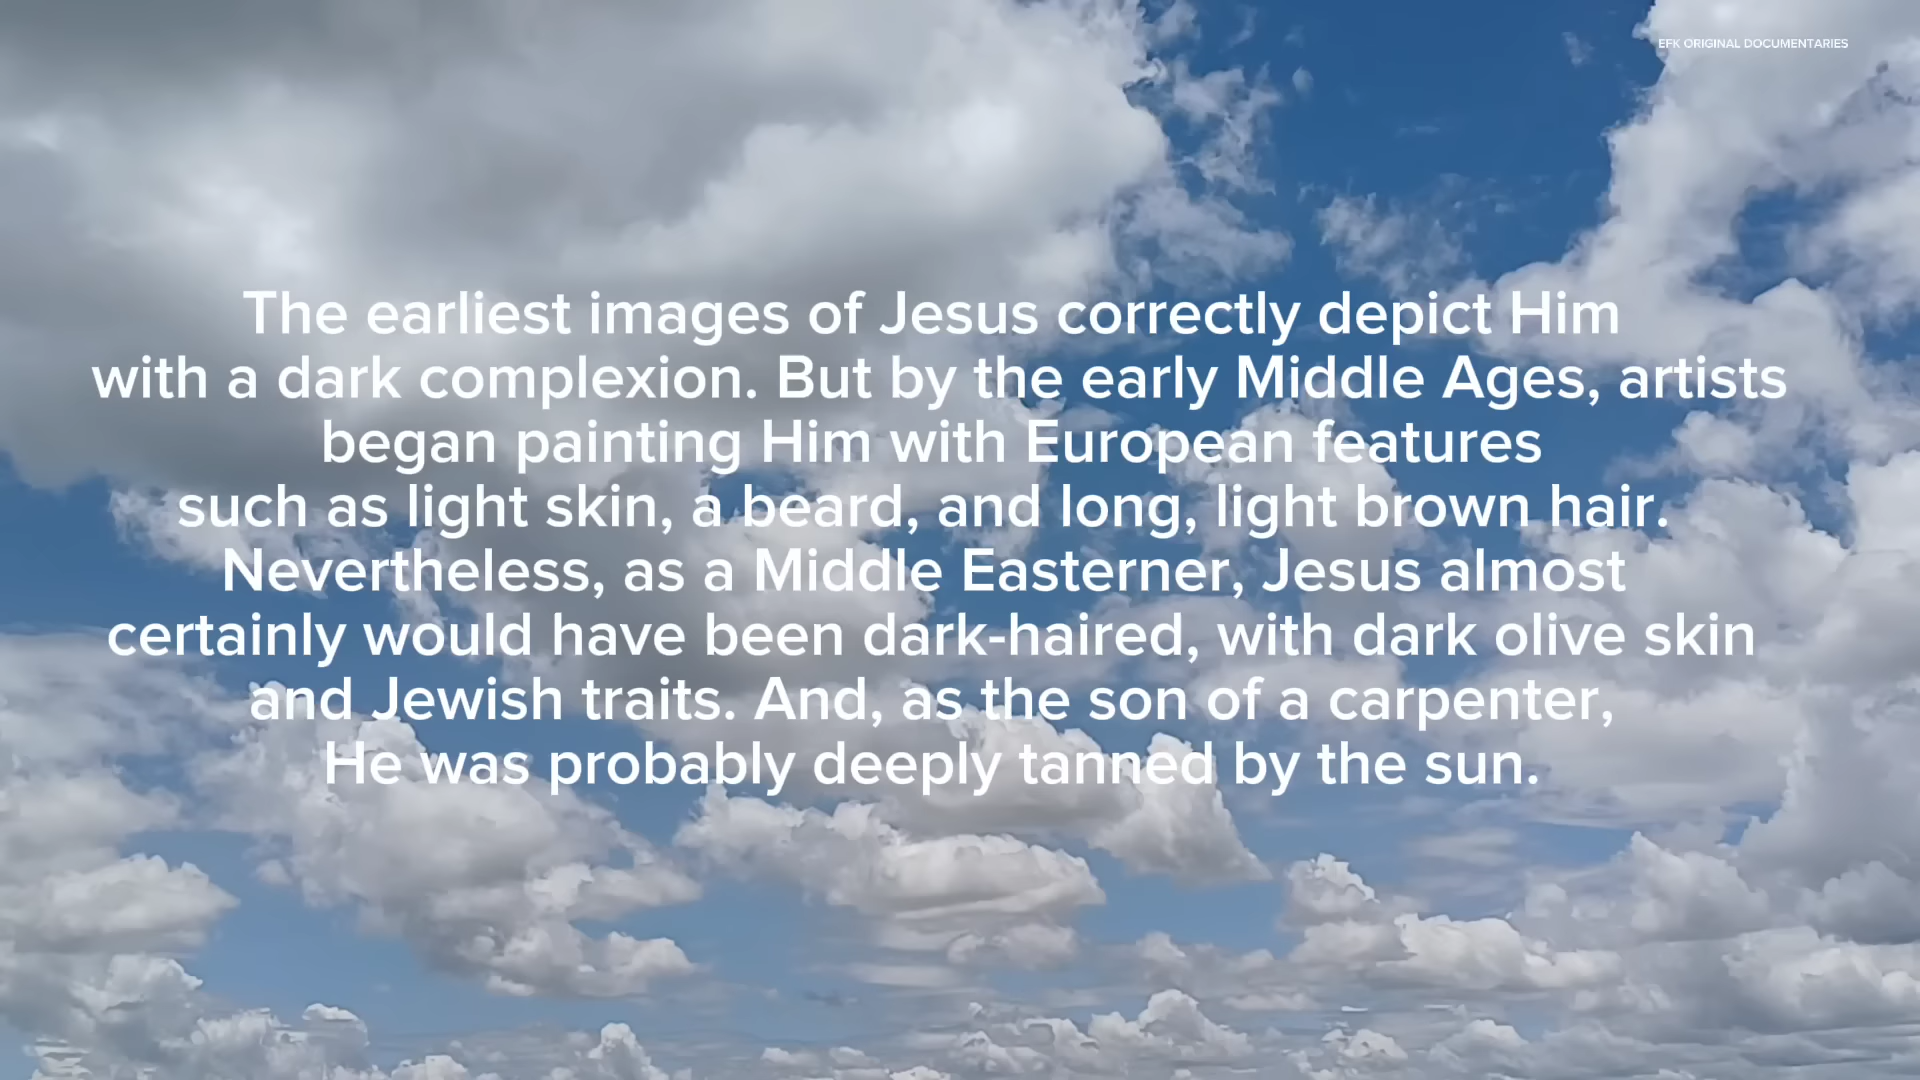 EFK ORIGINAL DOCUMENTARIES
The earliest images of Jesus correctly depict Him
with a dark complexion. But by the early Middle Ages, artists
began painting Him with European features
such as light skin, a beard, and long, light brown hair.
Nevertheless, as a Middle Easterner, Jesus almost
certainly would have been dark-haired, with dark olive skin
and Jewish traits. And, as the son of a carpenter,
He was probably deeply tanned by the sun.